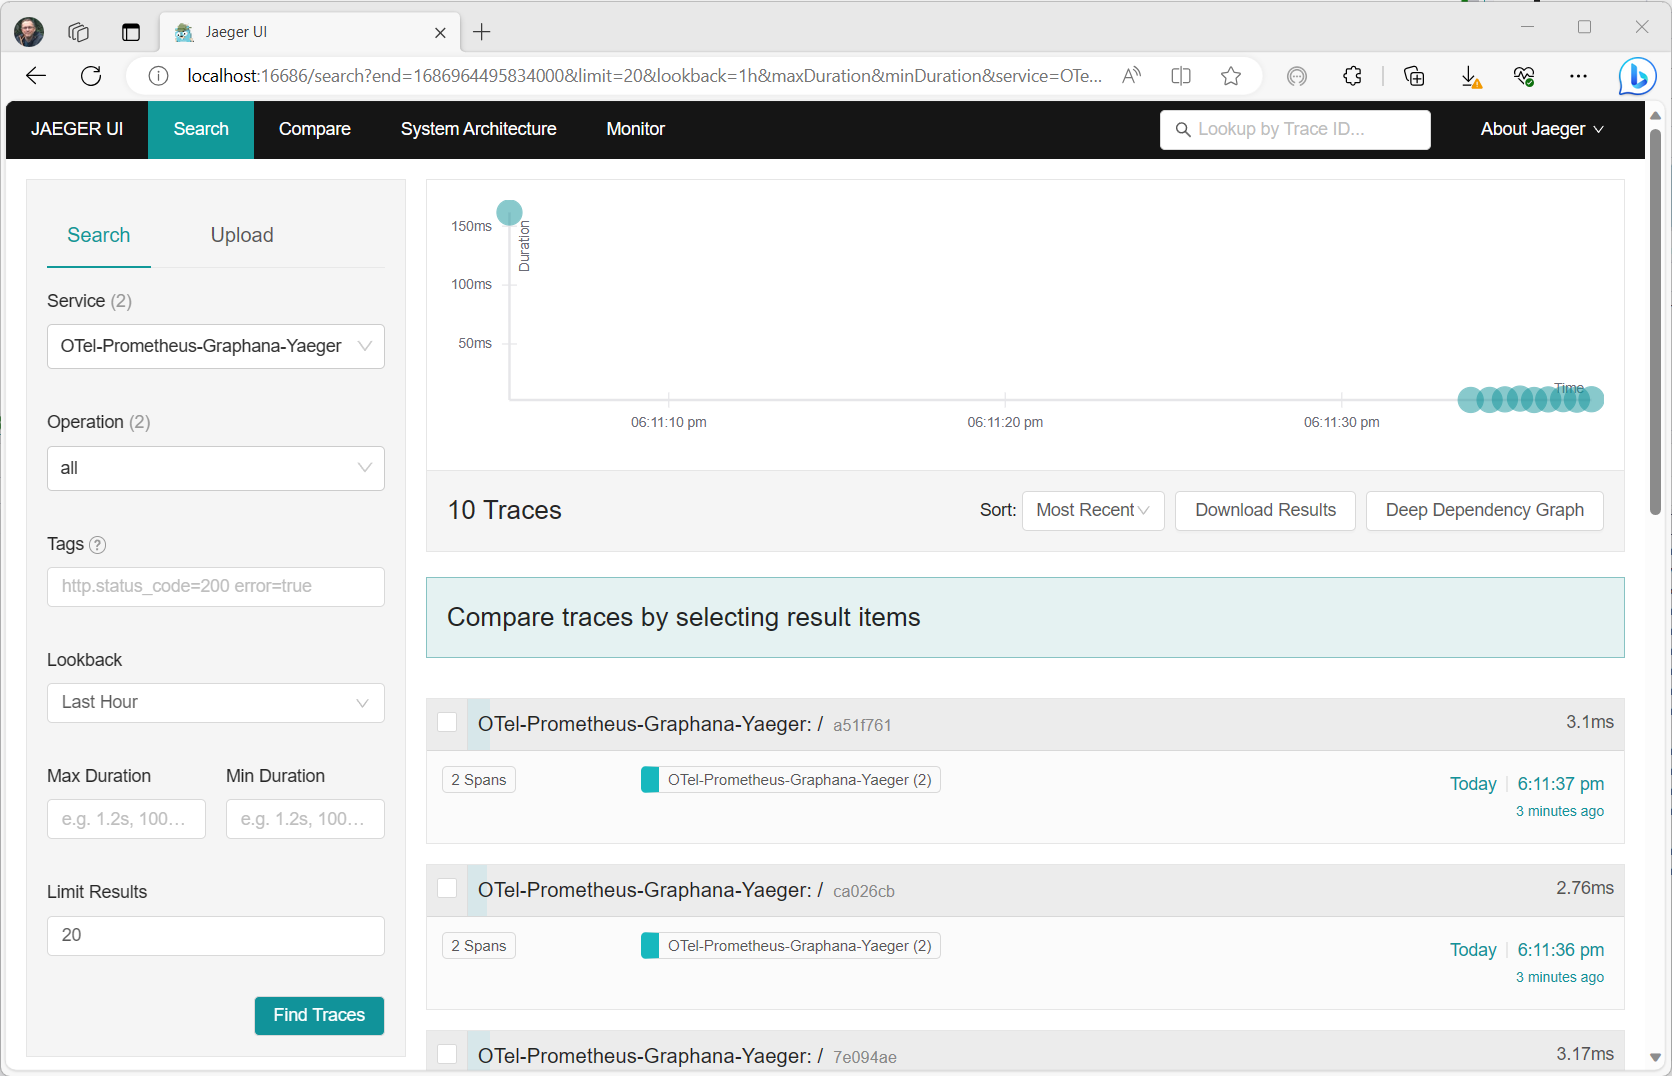 Jaeger UI
localhost:16686/search?end=1686964495834000&limit=20&lookback=1h&maxDuration&minDuration&service=OTe...
JAEGER UI Search Compare System Architecture Monitor Lookup by Trace ID... About Jaeger
Search Upload
Service (2)
OTel-Prometheus-Graphana-Yaeger
Operation (2)
all
Tags ?
http.status_code=200 error=true
Lookback
Last Hour
Max Duration Min Duration
e.g. 1.2s, 100... e.g. 1.2s, 100...
Limit Results
20
Find Traces
150ms
100ms
50ms
Duration
Time
06:11:10 pm 06:11:20 pm 06:11:30 pm
10 Traces Sort: Most Recent Download Results Deep Dependency Graph
Compare traces by selecting result items
OTel-Prometheus-Graphana-Yaeger: / a51f761 3.1ms
2 Spans OTel-Prometheus-Graphana-Yaeger (2) Today 6:11:37 pm
3 minutes ago
OTel-Prometheus-Graphana-Yaeger: / ca026cb 2.76ms
2 Spans OTel-Prometheus-Graphana-Yaeger (2) Today 6:11:36 pm
3 minutes ago
OTel-Prometheus-Graphana-Yaeger: / 7e094ae 3.17ms